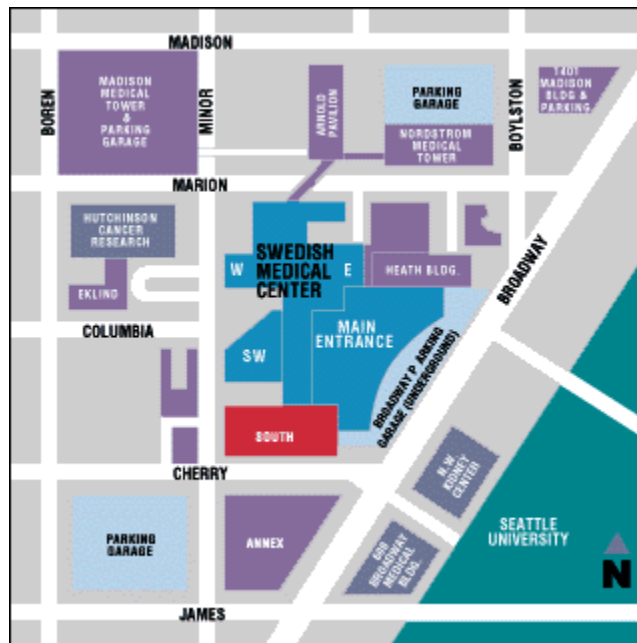 MADISON
BOREN
MADISON
MEDICAL
TOWER
&
PARKING
GARAGE
MINOR
ARNOLD
PAVILION
PARKING
GARAGE
NORDSTROM
MEDICAL
TOWER
BOYLSTON
1401
MADISON
BLDG &
PARKING
MARION
HUTCHINSON
CANCER
RESEARCH
EKLIND
W
SWEDISH
MEDICAL
CENTER
E
HEATH BLDG.
BROADWAY
COLUMBIA
SW
MAIN
ENTRANCE
BROADWAY PARKING
GARAGE (UNDERGROUND)
SOUTH
CHERRY
N.W.
KIDNEY
CENTER
PARKING
GARAGE
ANNEX
600
BROADWAY
MEDICAL
BLDG.
SEATTLE
UNIVERSITY
N
JAMES